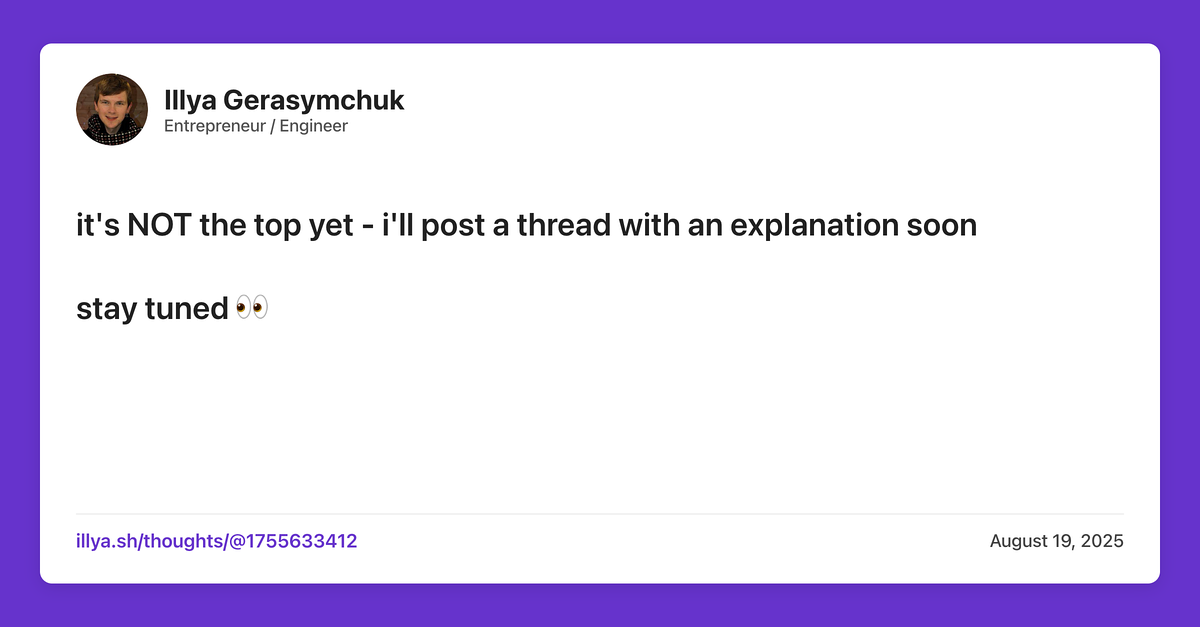 Illya Gerasymchuk
Entrepreneur / Engineer
it's NOT the top yet - i'll post a thread with an explanation soon
stay tuned 👀
illya.sh/thoughts/@1755633412
August 19, 2025